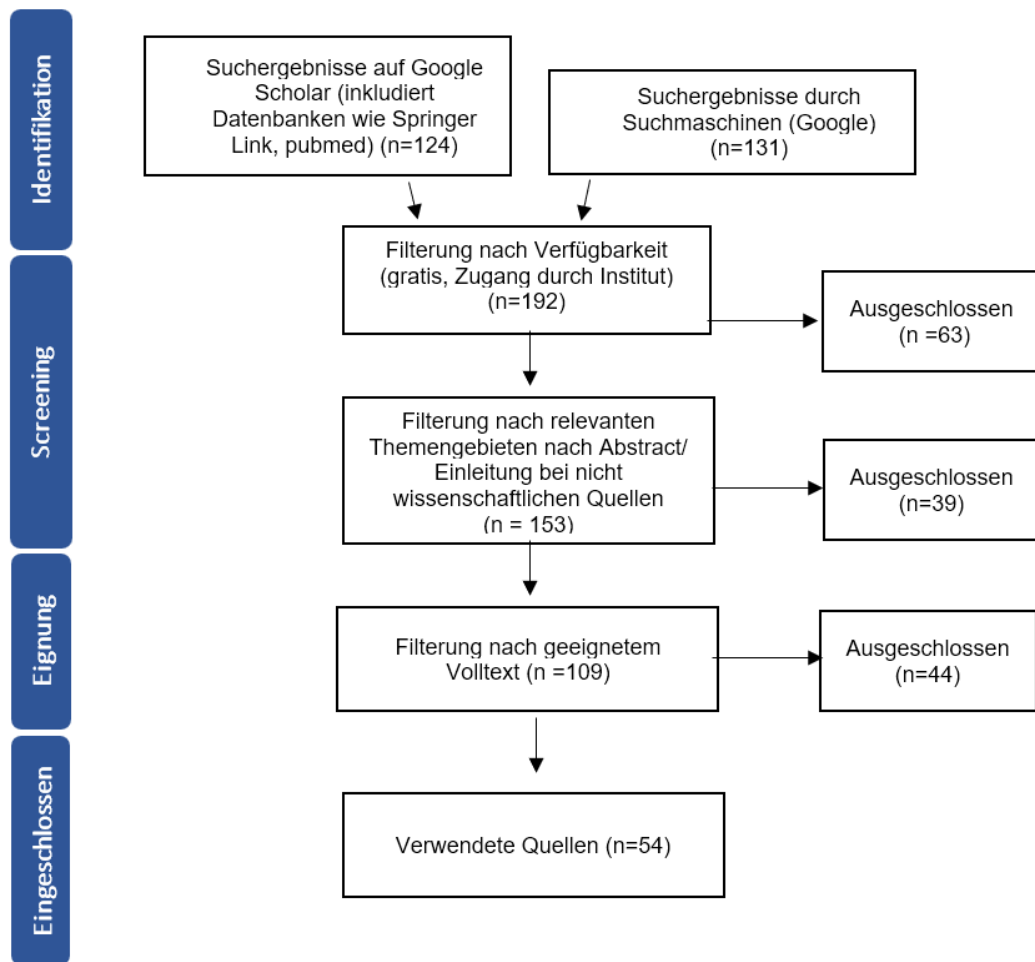 Identifikation
Suchergebnisse auf Google
Scholar (inkludiert
Datenbanken wie Springer
Link, pubmed) (n=124)
Suchergebnisse durch
Suchmaschinen (Google)
(n=131)
Screening
Filterung nach Verfügbarkeit
(gratis, Zugang durch Institut)
(n=192)
Ausgeschlossen
(n =63)
Filterung nach relevanten
Themengebieten nach Abstract/
Einleitung bei nicht
wissenschaftlichen Quellen
(n = 153)
Ausgeschlossen
(n=39)
Eignung
Filterung nach geeignetem
Volltext (n =109)
Ausgeschlossen
(n=44)
Eingeschlossen
Verwendete Quellen (n=54)